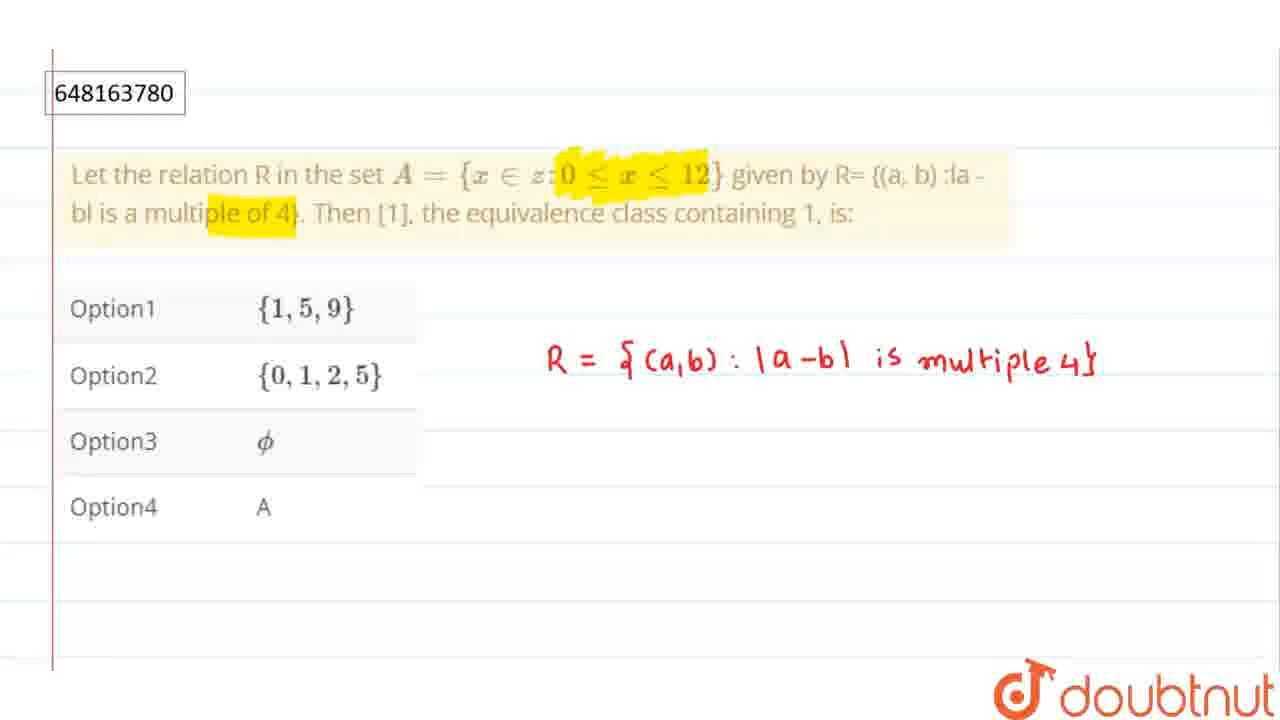 648163780
Let the relation R in the set A = {x ∈ z: 0 ≤ x ≤ 12} given by R= {(a, b) :la -
bl is a multiple of 4}. Then [1], the equivalence class containing 1, is:
Option1 {1, 5, 9}
R = {(a,b) : |a-b| is multiple 4}
Option2 {0, 1, 2, 5}
Option3 ϕ
Option4 A
doubtnut